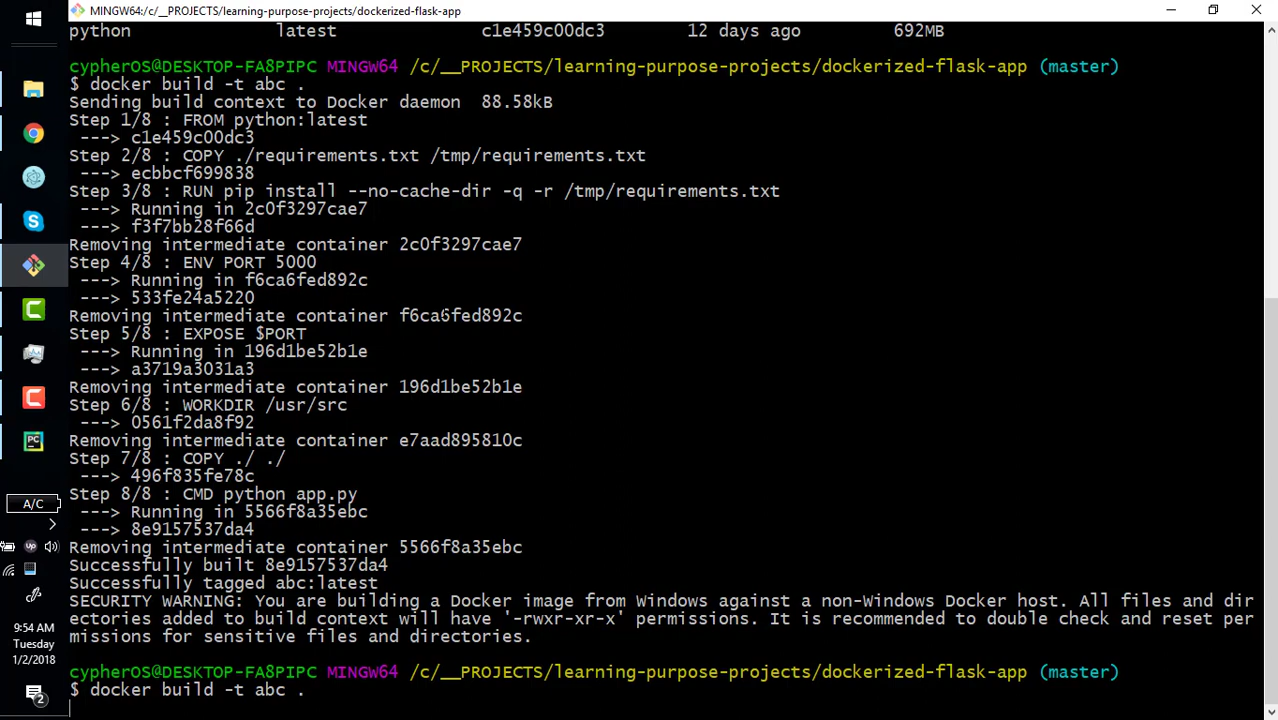 MINGW64:/c/__PROJECTS/learning-purpose-projects/dockerized-flask-app
python latest c1e459c00dc3 12 days ago 692MB
cypherOS@DESKTOP-FA8PIPC MINGW64 /c/__PROJECTS/learning-purpose-projects/dockerized-flask-app (master)
$ docker build -t abc .
Sending build context to Docker daemon 88.58kB
Step 1/8 : FROM python:latest
---> c1e459c00dc3
Step 2/8 : COPY ./requirements.txt /tmp/requirements.txt
---> ecbbcf699838
Step 3/8 : RUN pip install --no-cache-dir -q -r /tmp/requirements.txt
---> Running in 2c0f3297cae7
---> f3f7bb28f66d
Removing intermediate container 2c0f3297cae7
Step 4/8 : ENV PORT 5000
---> Running in f6ca6fed892c
---> 533fe24a5220
Removing intermediate container f6ca6fed892c
Step 5/8 : EXPOSE $PORT
---> Running in 196d1be52b1e
---> a3719a3031a3
Removing intermediate container 196d1be52b1e
Step 6/8 : WORKDIR /usr/src
---> 0561f2da8f92
Removing intermediate container e7aad895810c
Step 7/8 : COPY ./ ./
---> 496f835fe78c
Step 8/8 : CMD python app.py
---> Running in 5566f8a35ebc
---> 8e9157537da4
Removing intermediate container 5566f8a35ebc
Successfully built 8e9157537da4
Successfully tagged abc:latest
SECURITY WARNING: You are building a Docker image from Windows against a non-Windows Docker host. All files and dir
ectories added to build context will have '-rwxr-xr-x' permissions. It is recommended to double check and reset per
missions for sensitive files and directories.
cypherOS@DESKTOP-FA8PIPC MINGW64 /c/__PROJECTS/learning-purpose-projects/dockerized-flask-app (master)
$ docker build -t abc .
PC
A/C
Up
9:54 AM
Tuesday
1/2/2018
2